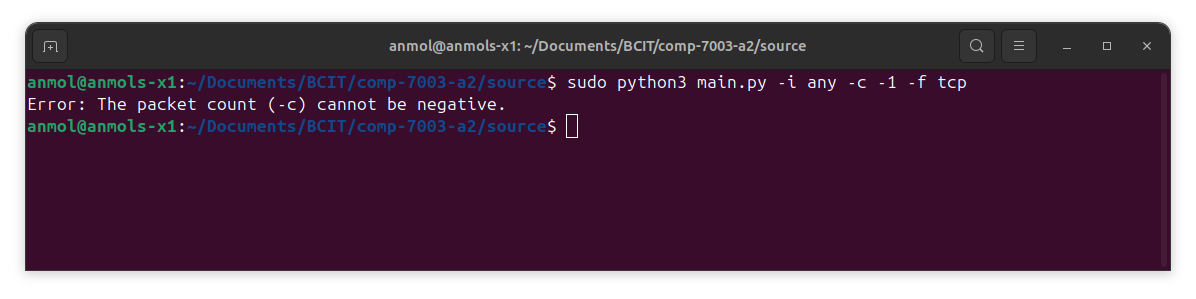 anmol@anmols-x1: ~/Documents/BCIT/comp-7003-a2/source
anmol@anmols-x1:~/Documents/BCIT/comp-7003-a2/source$ sudo python3 main.py -i any -c -1 -f tcp
Error: The packet count (-c) cannot be negative.
anmol@anmols-x1:~/Documents/BCIT/comp-7003-a2/source$